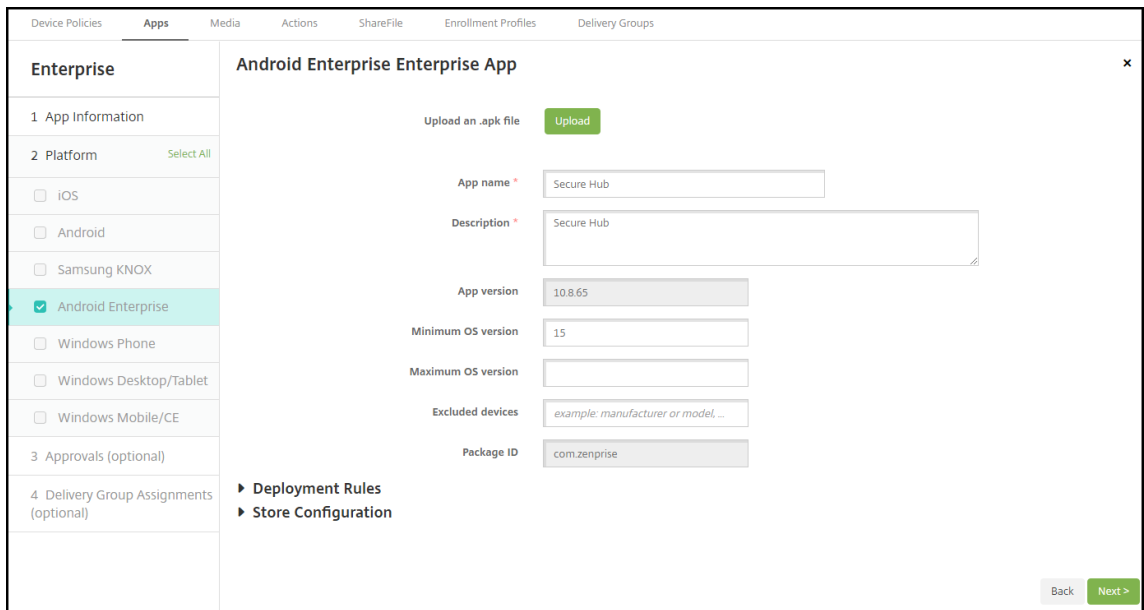 Device Policies Apps Media Actions ShareFile Enrollment Profiles Delivery Groups
Enterprise
1 App Information
2 Platform Select All
iOS
Android
Samsung KNOX
Android Enterprise
Windows Phone
Windows Desktop/Tablet
Windows Mobile/CE
3 Approvals (optional)
4 Delivery Group Assignments
(optional)
Android Enterprise Enterprise App ×
Upload an .apk file Upload
App name * Secure Hub
Description * Secure Hub
App version 10.8.65
Minimum OS version 15
Maximum OS version
Excluded devices example: manufacturer or model, ...
Package ID com.zenprise
Deployment Rules
Store Configuration
Back Next >